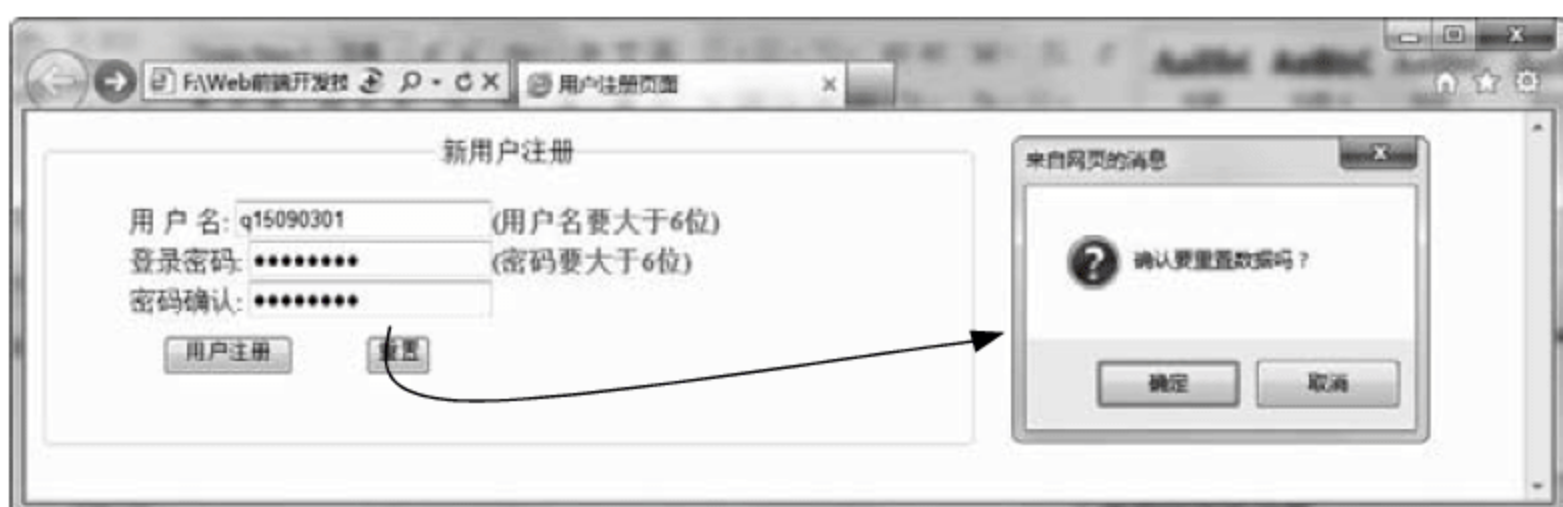 F:\Web前端开发技
用户注册页面
新用户注册
用 户 名: q15090301 (用户名要大于6位)
登录密码: (密码要大于6位)
密码确认:
用户注册 重置
来自网页的消息
确认要重置数据吗？
确定 取消